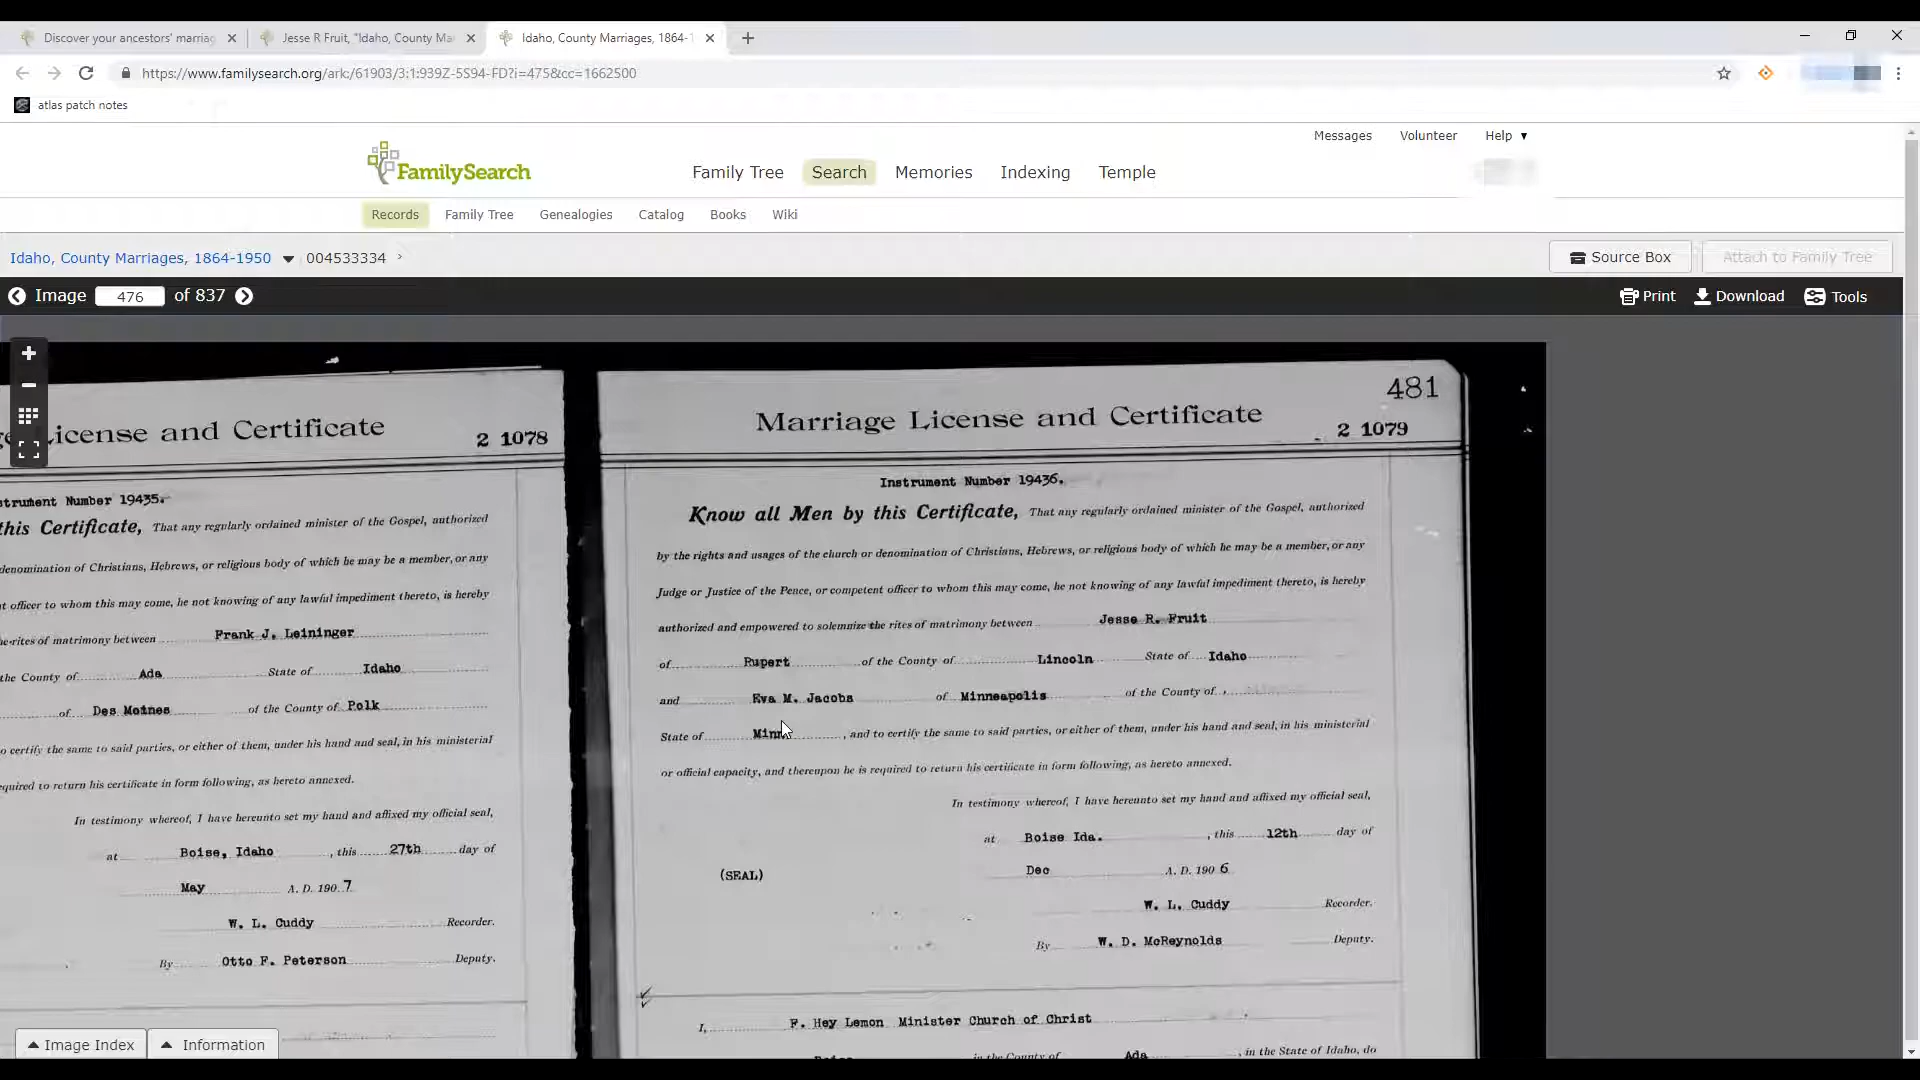 Discover your ancestors' marriag
Jesse R Fruit, "Idaho, County Ma
Idaho, County Marriages, 1864-1
https://www.familysearch.org/ark:/61903/3:1:939Z-5S94-FD?i=475&cc=1662500
atlas patch notes
Messages Volunteer Help
FamilySearch
Family Tree Search Memories Indexing Temple
Records Family Tree Genealogies Catalog Books Wiki
Idaho, County Marriages, 1864-1950 004533334
Source Box Attach to Family Tree
Image 476 of 837
Print Download Tools
e License and Certificate
2 1078
strument Number 19435.
this Certificate, That any regularly ordained minister of the Gospel, authorized
denomination of Christians, Hebrews, or religious body of which he may be a member, or any
t officer to whom this may come, he not knowing of any lawful impediment thereto, is hereby
he rites of matrimony between Frank J. Leininger
the County of Ada State of Idaho
of Des Moines of the County of Polk
o certify the same to said parties, or either of them, under his hand and seal, in his ministerial
equired to return his certificate in form following, as hereto annexed.
In testimony whereof, I have hereunto set my hand and affixed my official seal,
at Boise, Idaho, this 27th day of
May A. D. 190 7
W. L. Cuddy Recorder.
By Otto F. Peterson Deputy.
481
Marriage License and Certificate
2 1079
Instrument Number 19436.
Know all Men by this Certificate, That any regularly ordained minister of the Gospel, authorized
by the rights and usages of the church or denomination of Christians, Hebrews, or religious body of which he may be a member, or any
Judge or Justice of the Peace, or competent officer to whom this may come, he not knowing of any lawful impediment thereto, is hereby
authorized and empowered to solemnize the rites of matrimony between Jesse R. Fruit
of Rupert of the County of Lincoln State of Idaho
and Eva M. Jacobs of Minneapolis of the County of
State of Minn, and to certify the same to said parties, or either of them, under his hand and seal, in his ministerial
or official capacity, and thereupon he is required to return his certificate in form following, as hereto annexed.
In testimony whereof, I have hereunto set my hand and affixed my official seal,
at Boise Ida., this 12th day of
(SEAL)
Dec A. D. 190 6
W. L. Cuddy Recorder.
By W. D. McReynolds Deputy.
I, F. Hey Lemon Minister Church of Christ
Boise in the County of Ada, in the State of Idaho, do
Image Index Information